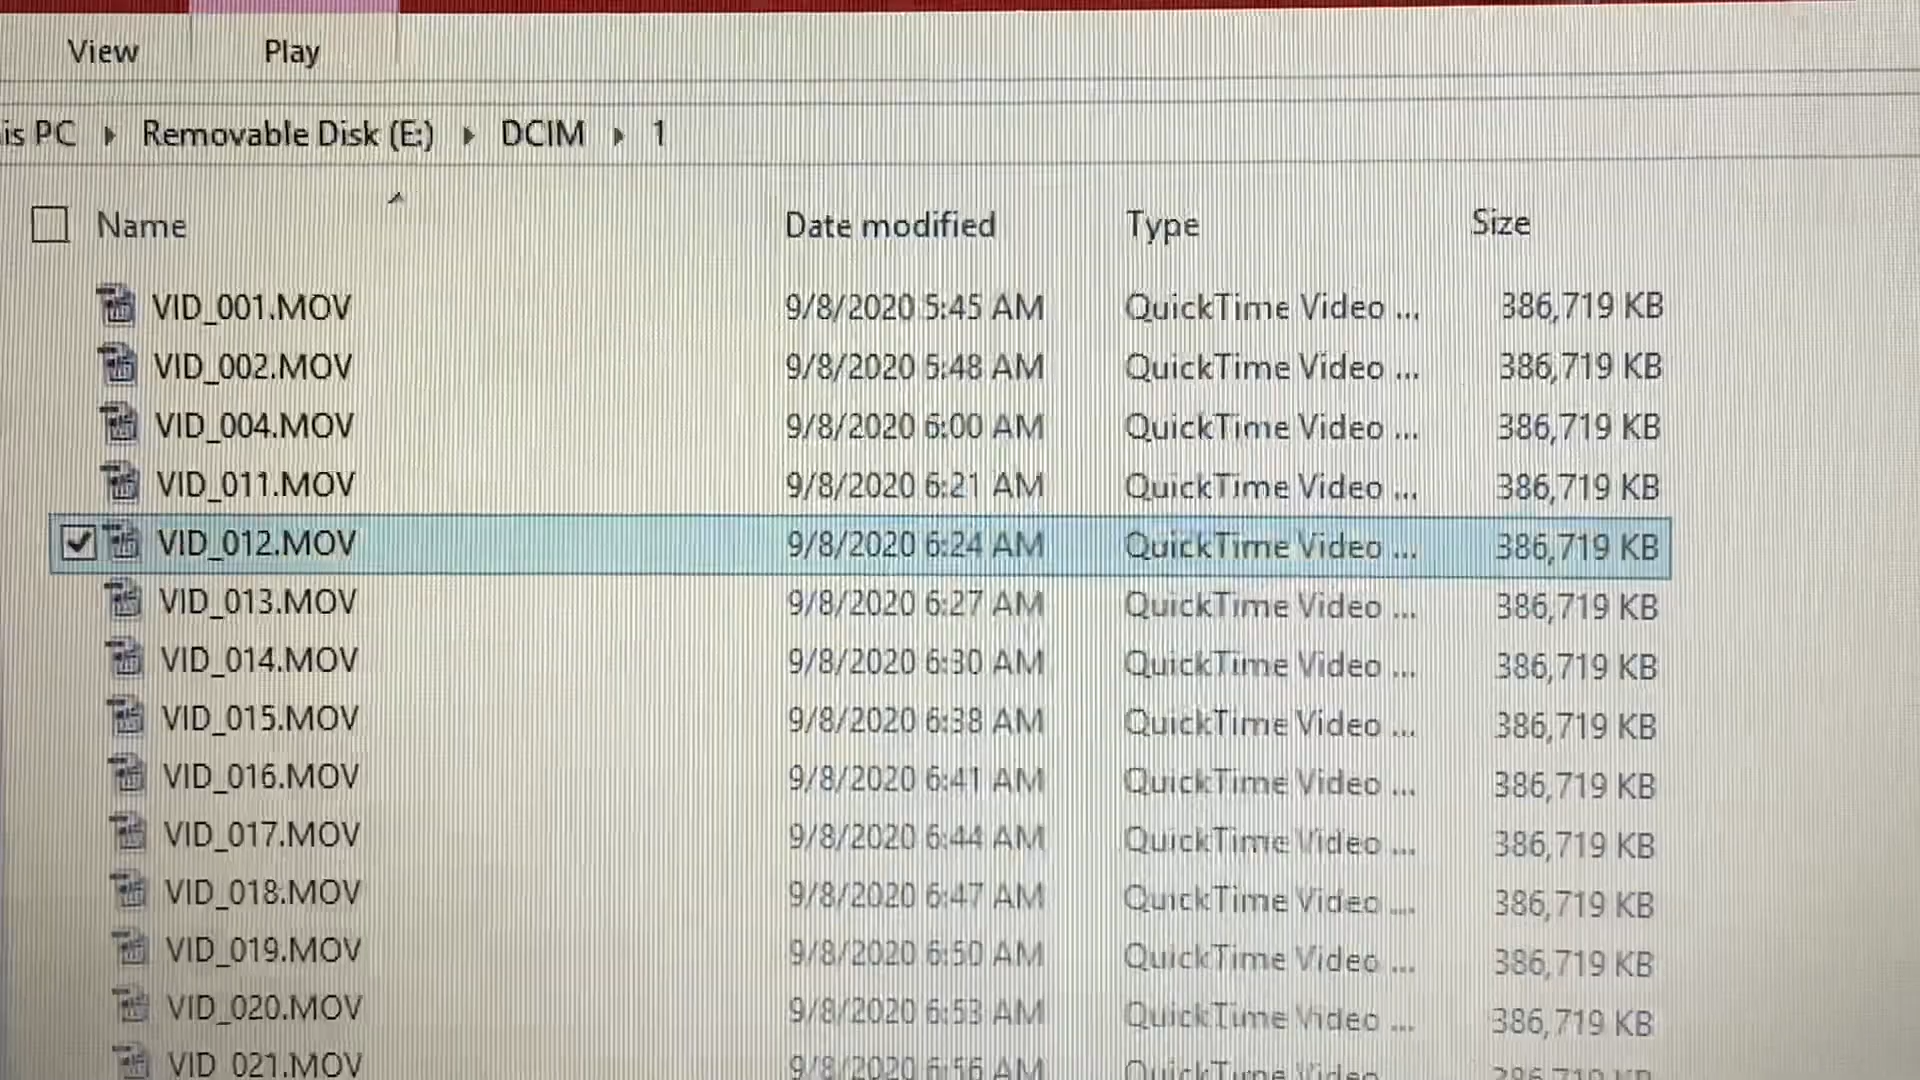 View Play
is PC Removable Disk (E:) DCIM 1
Name Date modified Type Size
VID_001.MOV 9/8/2020 5:45 AM QuickTime Video ... 386,719 KB
VID_002.MOV 9/8/2020 5:48 AM QuickTime Video ... 386,719 KB
VID_004.MOV 9/8/2020 6:00 AM QuickTime Video ... 386,719 KB
VID_011.MOV 9/8/2020 6:21 AM QuickTime Video ... 386,719 KB
VID_012.MOV 9/8/2020 6:24 AM QuickTime Video ... 386,719 KB
VID_013.MOV 9/8/2020 6:27 AM QuickTime Video ... 386,719 KB
VID_014.MOV 9/8/2020 6:30 AM QuickTime Video ... 386,719 KB
VID_015.MOV 9/8/2020 6:38 AM QuickTime Video ... 386,719 KB
VID_016.MOV 9/8/2020 6:41 AM QuickTime Video ... 386,719 KB
VID_017.MOV 9/8/2020 6:44 AM QuickTime Video ... 386,719 KB
VID_018.MOV 9/8/2020 6:47 AM QuickTime Video ... 386,719 KB
VID_019.MOV 9/8/2020 6:50 AM QuickTime Video ... 386,719 KB
VID_020.MOV 9/8/2020 6:53 AM QuickTime Video ... 386,719 KB
VID_021.MOV 9/8/2020 6:56 AM QuickTime Video